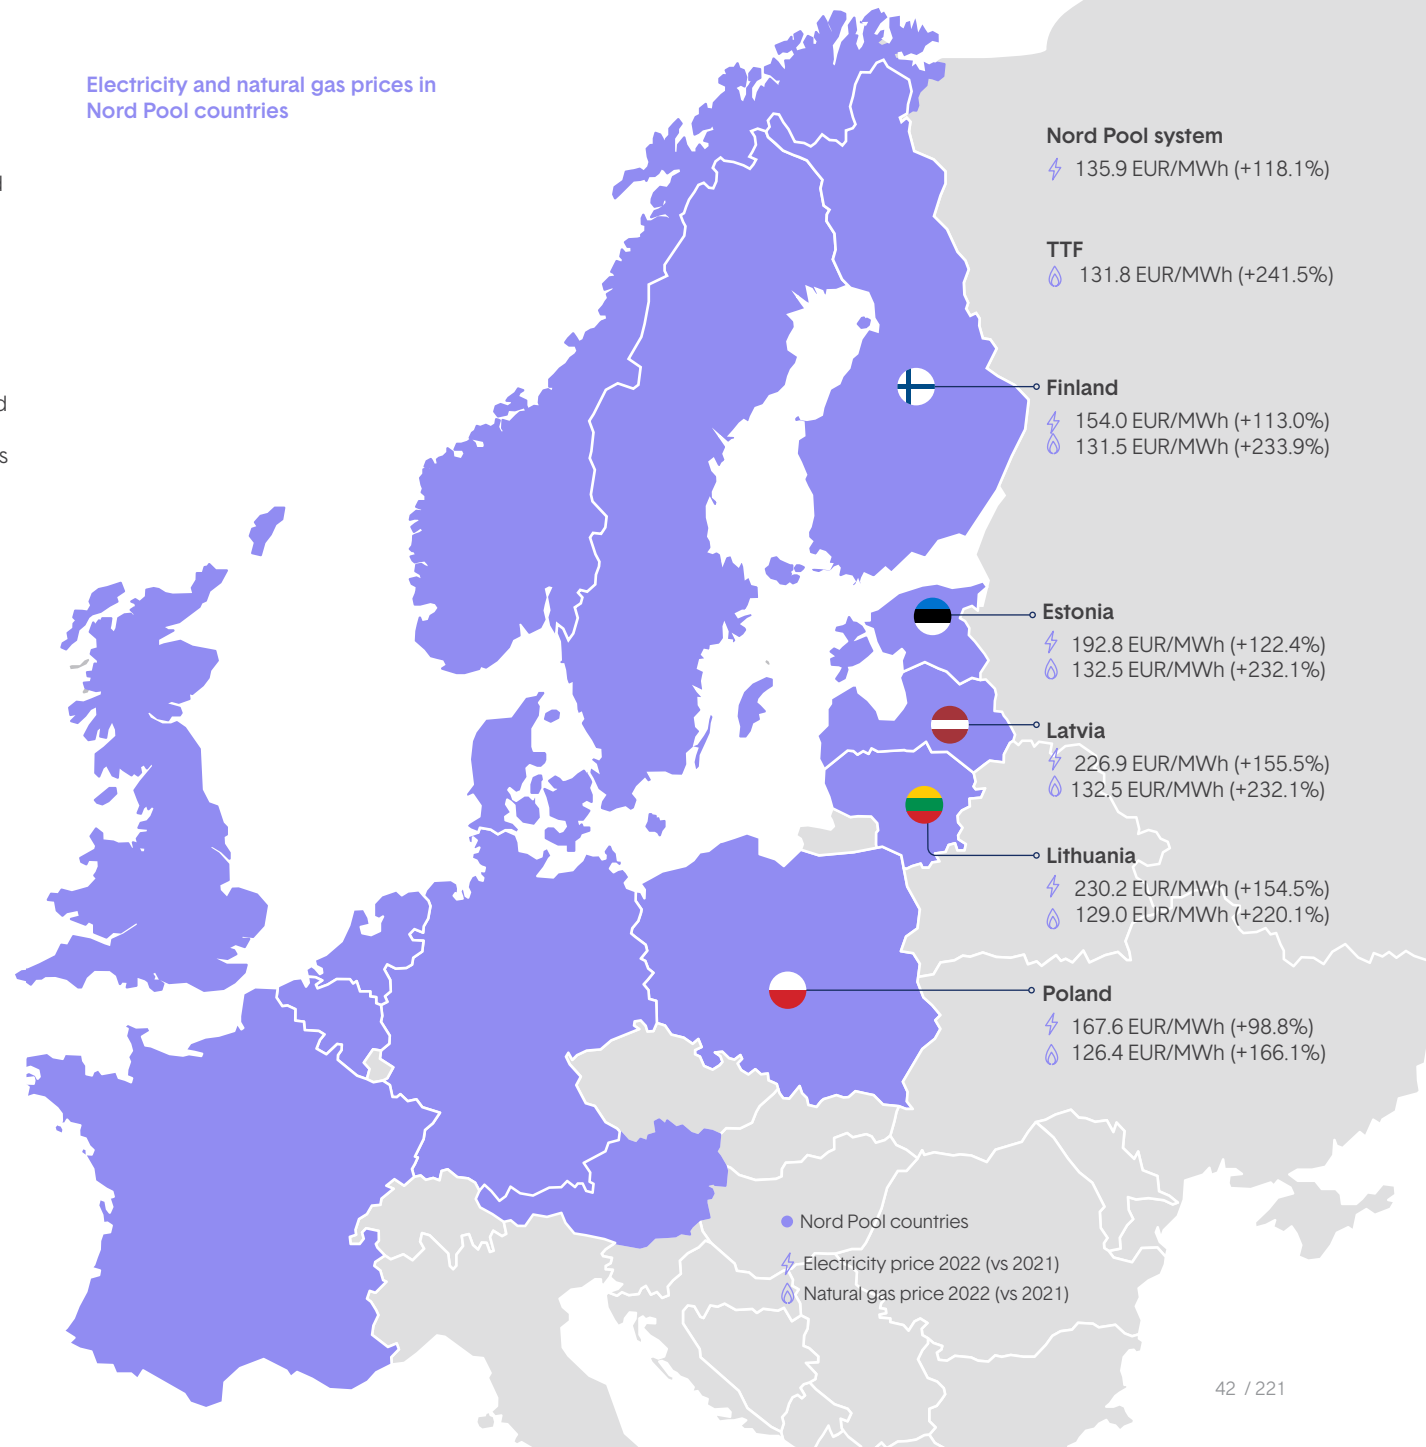 Electricity and natural gas prices in
Nord Pool countries
Nord Pool system
135.9 EUR/MWh (+118.1%)
TTF
131.8 EUR/MWh (+241.5%)
Finland
154.0 EUR/MWh (+113.0%)
131.5 EUR/MWh (+233.9%)
Estonia
192.8 EUR/MWh (+122.4%)
132.5 EUR/MWh (+232.1%)
Latvia
226.9 EUR/MWh (+155.5%)
132.5 EUR/MWh (+232.1%)
Lithuania
230.2 EUR/MWh (+154.5%)
129.0 EUR/MWh (+220.1%)
Poland
167.6 EUR/MWh (+98.8%)
126.4 EUR/MWh (+166.1%)
Nord Pool countries
Electricity price 2022 (vs 2021)
Natural gas price 2022 (vs 2021)
42 / 221